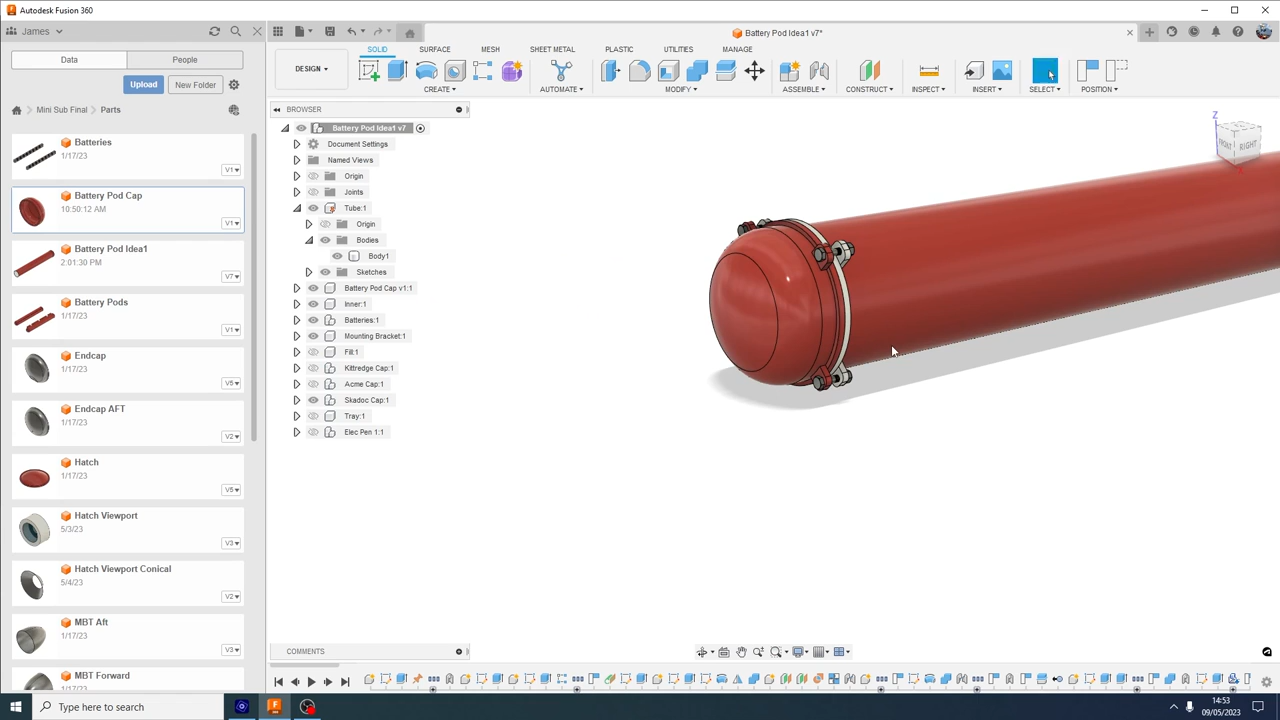 Autodesk Fusion 360
James
Battery Pod Idea1 v7*
Data
People
Upload
New Folder
Mini Sub Final
Parts
Batteries
1/17/23
V1
Battery Pod Cap
10:50:12 AM
V1
Battery Pod Idea1
2:01:30 PM
V7
Battery Pods
1/17/23
V1
Endcap
1/17/23
V5
Endcap AFT
1/17/23
V2
Hatch
1/17/23
V5
Hatch Viewport
5/3/23
V3
Hatch Viewport Conical
5/4/23
V2
MBT Aft
1/17/23
V3
MBT Forward
SOLID
SURFACE
MESH
SHEET METAL
PLASTIC
UTILITIES
MANAGE
DESIGN
CREATE
AUTOMATE
MODIFY
ASSEMBLE
CONSTRUCT
INSPECT
INSERT
SELECT
POSITION
BROWSER
Battery Pod Idea1 v7
Document Settings
Named Views
Origin
Joints
Tube:1
Origin
Bodies
Body1
Sketches
Battery Pod Cap v1:1
Inner:1
Batteries:1
Mounting Bracket:1
Fill:1
Kittredge Cap:1
Acme Cap:1
Skadoc Cap:1
Tray:1
Elec Pen 1:1
Z
FRONT
RIGHT
X
COMMENTS
Type here to search
14:53
09/05/2023